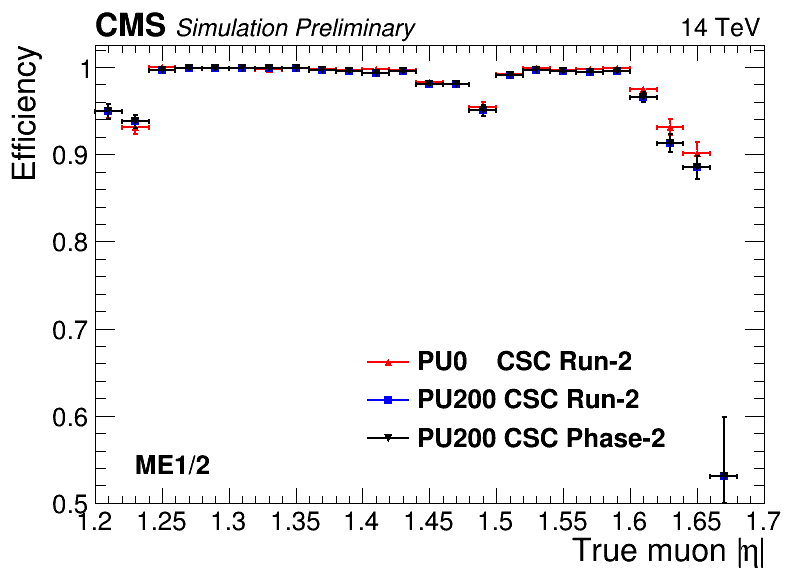 CMS Simulation Preliminary 14 TeV
Efficiency
1
0.9
0.8
0.7
0.6
0.5
PU0 CSC Run-2
PU200 CSC Run-2
PU200 CSC Phase-2
ME1/2
1.2 1.25 1.3 1.35 1.4 1.45 1.5 1.55 1.6 1.65 1.7
True muon |η|